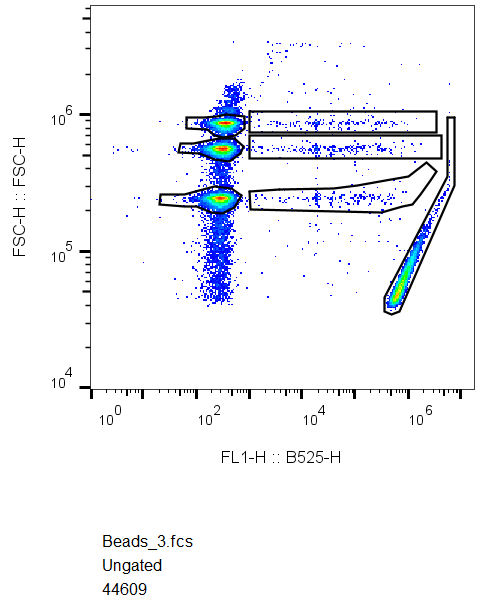 10^6
10^5
10^4
10^0
10^2
10^4
10^6
FSC-H :: FSC-H
FL1-H :: B525-H
Beads_3.fcs
Ungated
44609